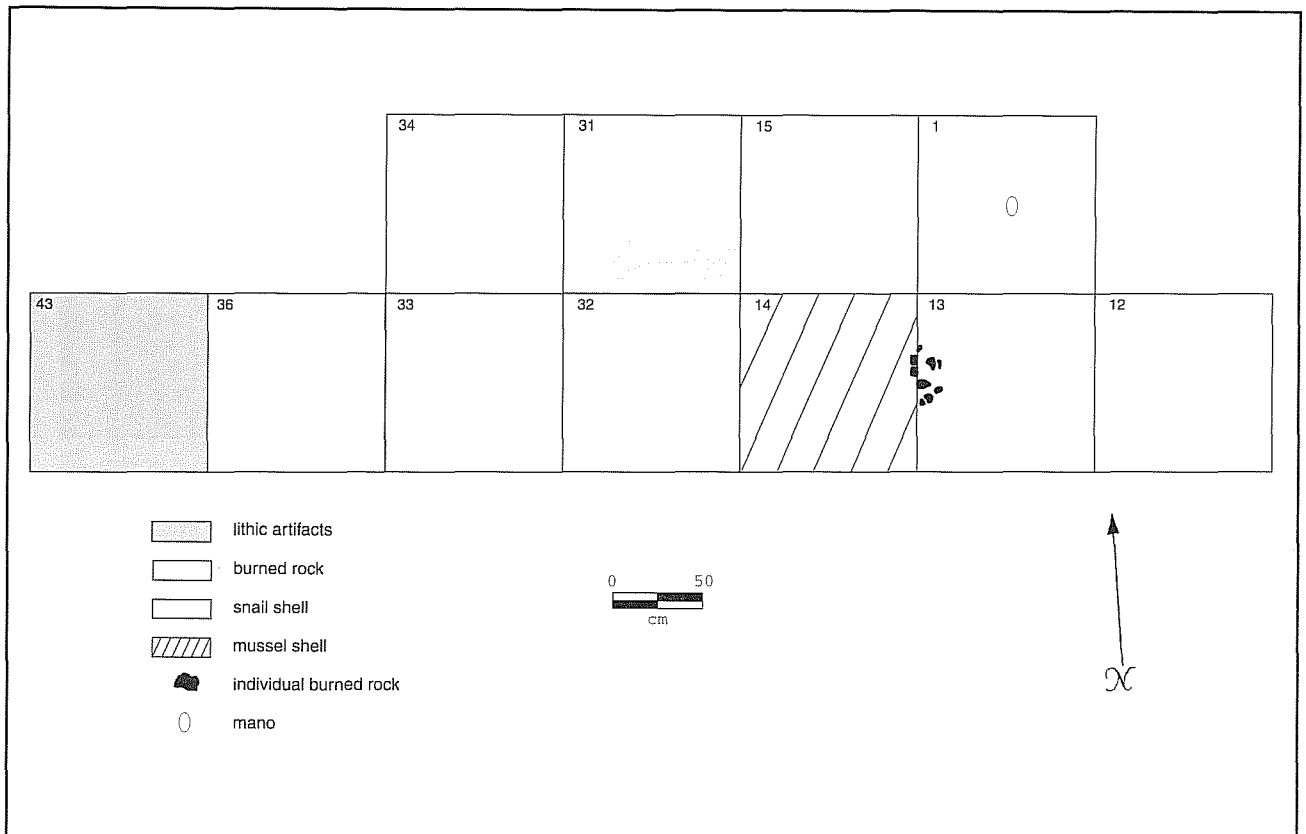 34 31 15 1
43 36 33 32 14 13 12
lithic artifacts
burned rock
snail shell
mussel shell
individual burned rock
mano
0 50
cm
N